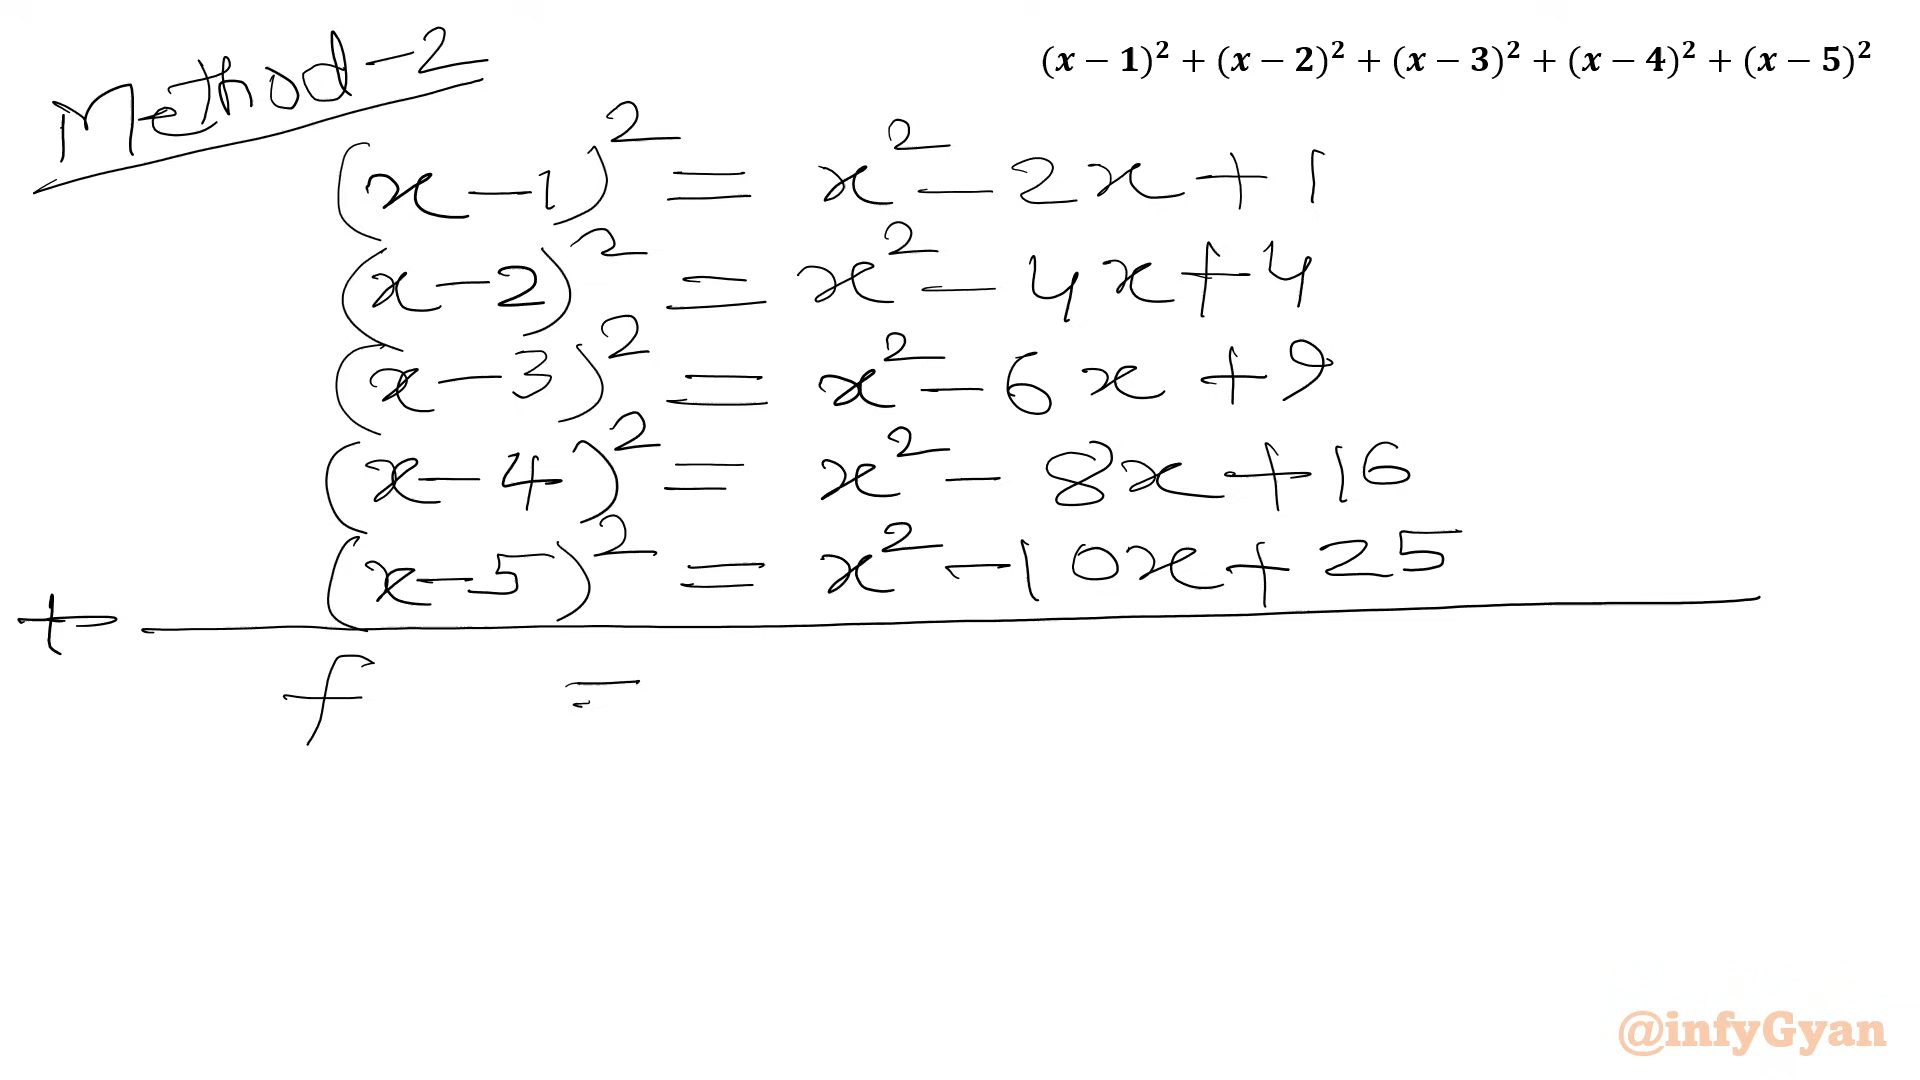 Method-2
(x − 1)² + (x − 2)² + (x − 3)² + (x − 4)² + (x − 5)²
(x-1)² = x² - 2x + 1
(x-2)² = x² - 4x + 4
(x-3)² = x² - 6x + 9
(x-4)² = x² - 8x + 16
(x-5)² = x² - 10x + 25
+
f =
@infyGyan